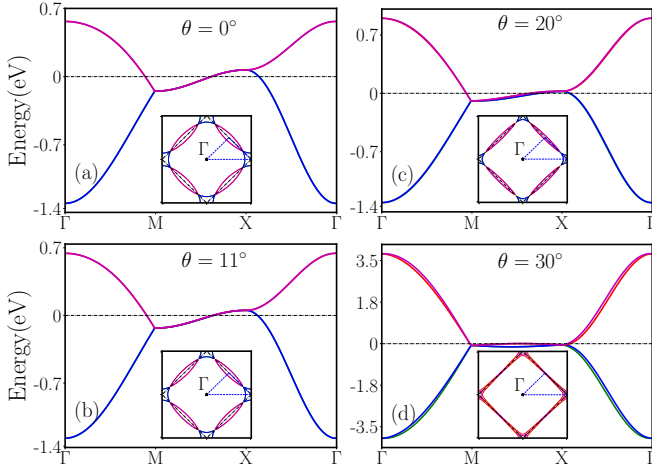 0.7
0
-0.7
-1.4
Energy(eV)
θ = 0°
(a)
Γ
Γ M X Γ
0.7
0
-0.7
-1.4
θ = 20°
(c)
Γ
Γ M X Γ
0.7
0
-0.7
-1.4
Energy(eV)
θ = 11°
(b)
Γ
Γ M X Γ
3.5
1.8
0
-1.8
-3.5
θ = 30°
(d)
Γ
Γ M X Γ